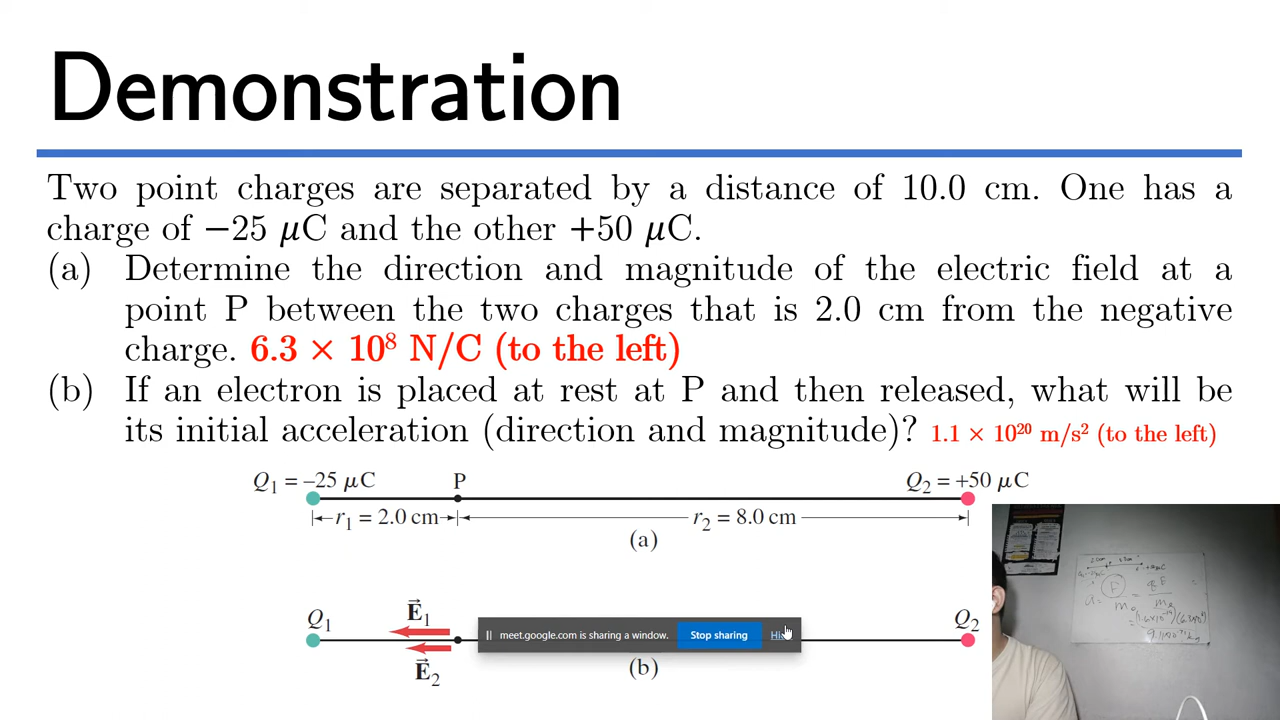 Demonstration
Two point charges are separated by a distance of 10.0 cm. One has a
charge of −25 μC and the other +50 μC.
(a) Determine the direction and magnitude of the electric field at a
point P between the two charges that is 2.0 cm from the negative
charge. 6.3 × 10⁸ N/C (to the left)
(b) If an electron is placed at rest at P and then released, what will be
its initial acceleration (direction and magnitude)? 1.1 × 10²⁰ m/s² (to the left)
Q₁ = −25 μC P Q₂ = +50 μC
r₁ = 2.0 cm r₂ = 8.0 cm
(a)
Q₁ E⃗₁ Q₂
meet.google.com is sharing a window. Stop sharing
E⃗₂ (b)